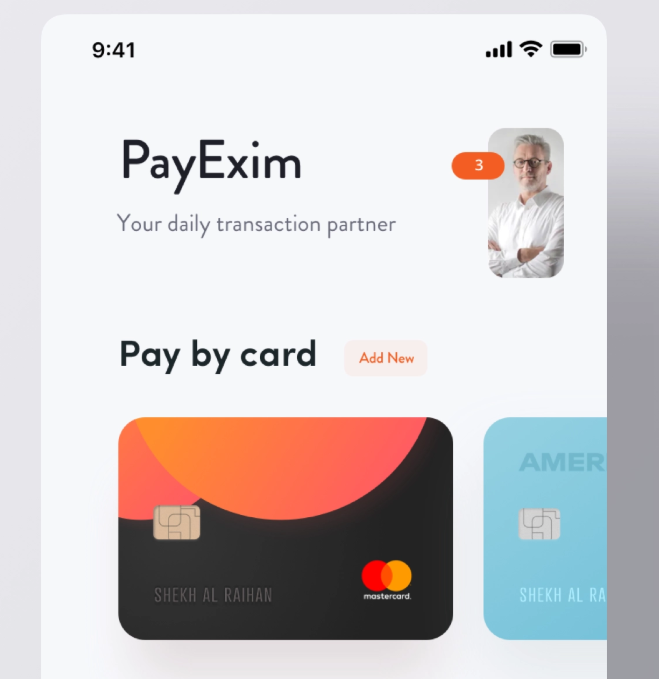 9:41
PayExim
3
Your daily transaction partner
Pay by card
Add New
AMER
SHEKH AL RAIHAN
mastercard.
SHEKH AL RA